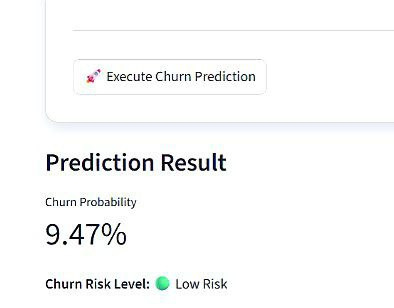 🚀 Execute Churn Prediction
Prediction Result
Churn Probability
9.47%
Churn Risk Level: 🟢 Low Risk